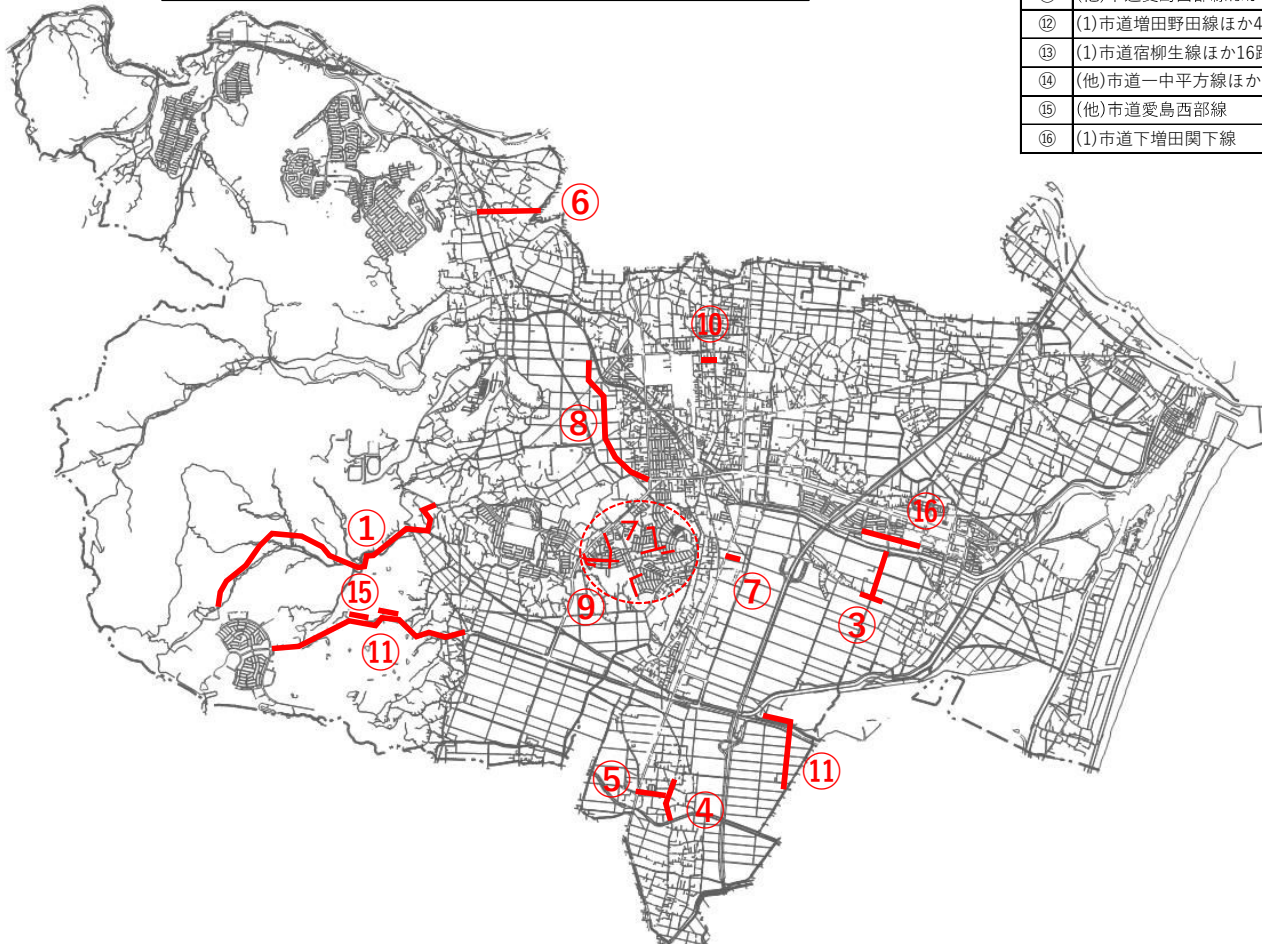 ⑫ (1)市道増田野田線ほか4
⑬ (1)市道宿柳生線ほか16路
⑭ (他)市道一中平方線ほか
⑮ (他)市道愛島西部線
⑯ (1)市道下増田関下線
⑥
⑩
⑧
⑯
①
⑮
⑨
⑦
③
⑪
⑪
⑤
④